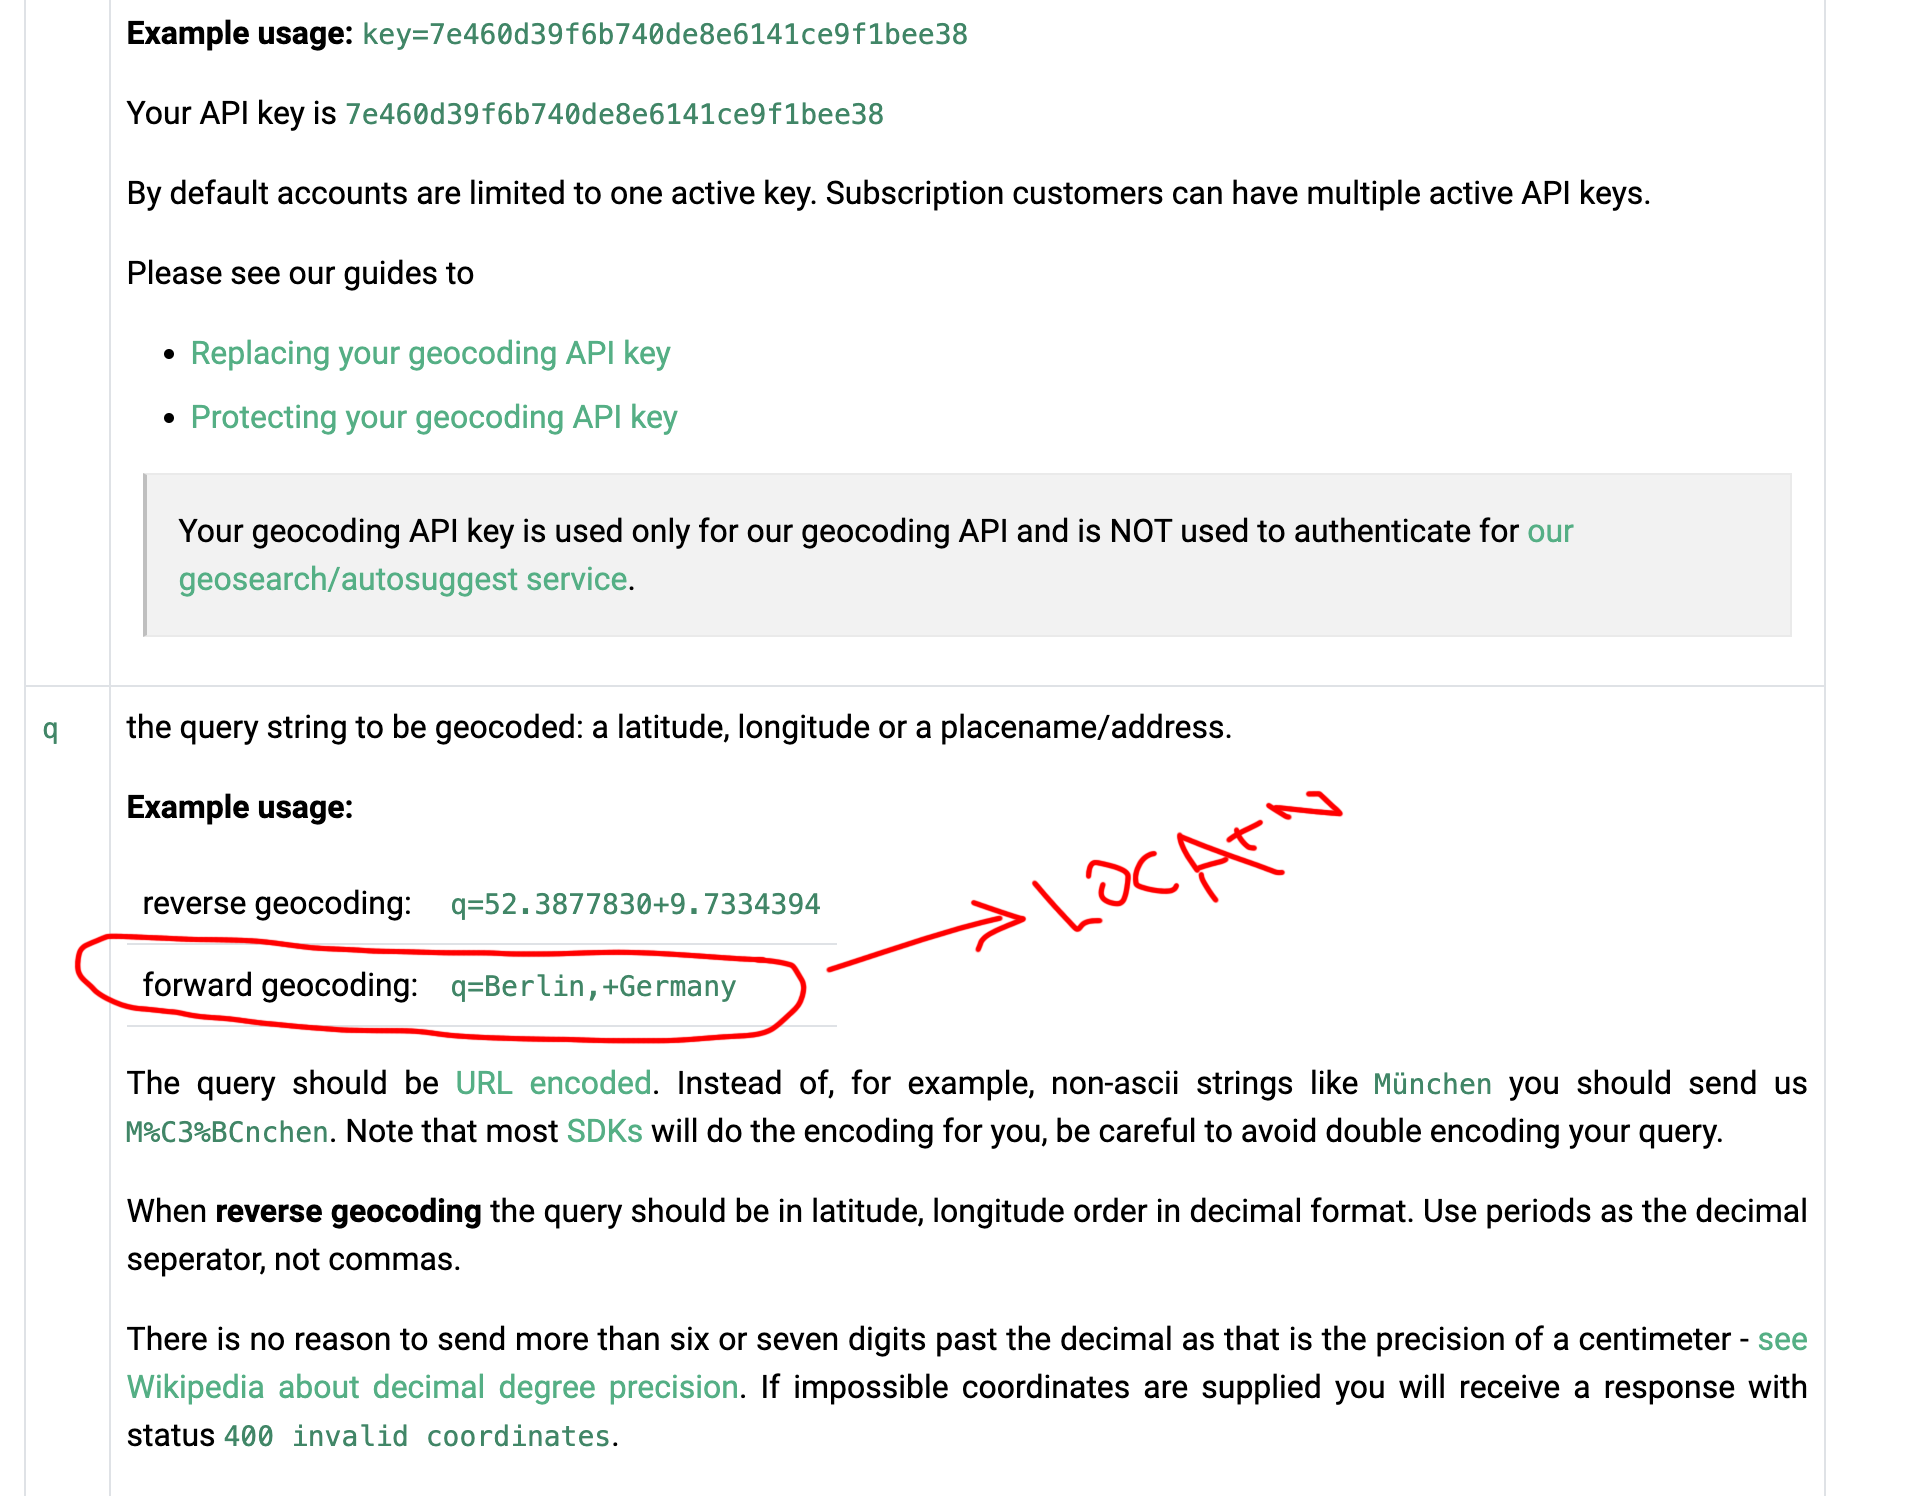 Example usage: key=7e460d39f6b740de8e6141ce9f1bee38
Your API key is 7e460d39f6b740de8e6141ce9f1bee38
By default accounts are limited to one active key. Subscription customers can have multiple active API keys.
Please see our guides to
• Replacing your geocoding API key
• Protecting your geocoding API key
Your geocoding API key is used only for our geocoding API and is NOT used to authenticate for our
geosearch/autosuggest service.
q the query string to be geocoded: a latitude, longitude or a placename/address.
Example usage:
reverse geocoding: q=52.3877830+9.7334394
forward geocoding: q=Berlin,+Germany
The query should be URL encoded. Instead of, for example, non-ascii strings like München you should send us
M%C3%BCnchen. Note that most SDKs will do the encoding for you, be careful to avoid double encoding your query.
When reverse geocoding the query should be in latitude, longitude order in decimal format. Use periods as the decimal
seperator, not commas.
There is no reason to send more than six or seven digits past the decimal as that is the precision of a centimeter - see
Wikipedia about decimal degree precision. If impossible coordinates are supplied you will receive a response with
status 400 invalid coordinates.